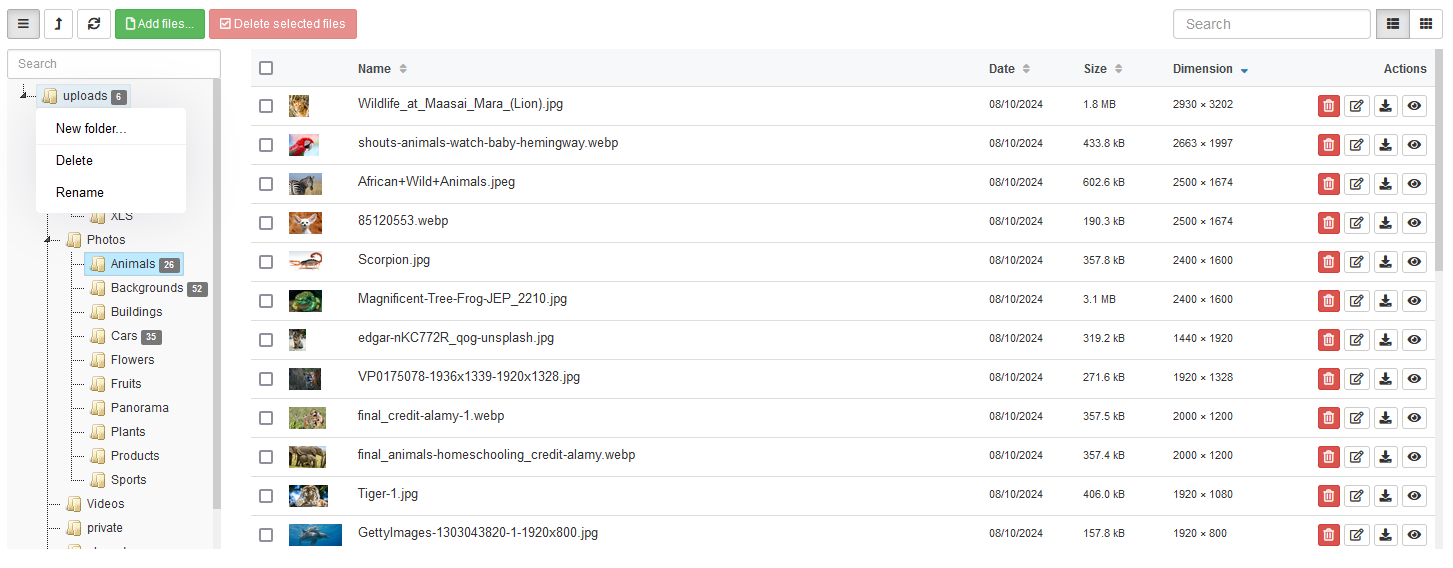 Add files... Delete selected files Search
Search
uploads 6
New folder...
Delete
Rename
XLS
Photos
Animals 26
Backgrounds 52
Buildings
Cars 35
Flowers
Fruits
Panorama
Plants
Products
Sports
Videos
private
Name Date Size Dimension Actions
Wildlife_at_Maasai_Mara_(Lion).jpg 08/10/2024 1.8 MB 2930 × 3202
shouts-animals-watch-baby-hemingway.webp 08/10/2024 433.8 kB 2663 × 1997
African+Wild+Animals.jpeg 08/10/2024 602.6 kB 2500 × 1674
85120553.webp 08/10/2024 190.3 kB 2500 × 1674
Scorpion.jpg 08/10/2024 357.8 kB 2400 × 1600
Magnificent-Tree-Frog-JEP_2210.jpg 08/10/2024 3.1 MB 2400 × 1600
edgar-nKC772R_qog-unsplash.jpg 08/10/2024 319.2 kB 1440 × 1920
VP0175078-1936x1339-1920x1328.jpg 08/10/2024 271.6 kB 1920 × 1328
final_credit-alamy-1.webp 08/10/2024 357.5 kB 2000 × 1200
final_animals-homeschooling_credit-alamy.webp 08/10/2024 357.4 kB 2000 × 1200
Tiger-1.jpg 08/10/2024 406.0 kB 1920 × 1080
GettyImages-1303043820-1-1920x800.jpg 08/10/2024 157.8 kB 1920 × 800